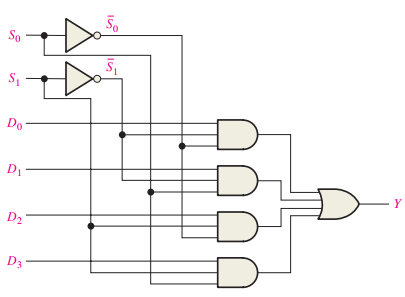 S₀ S̅₀
S₁ S̅₁
D₀
D₁
D₂
Y
D₃